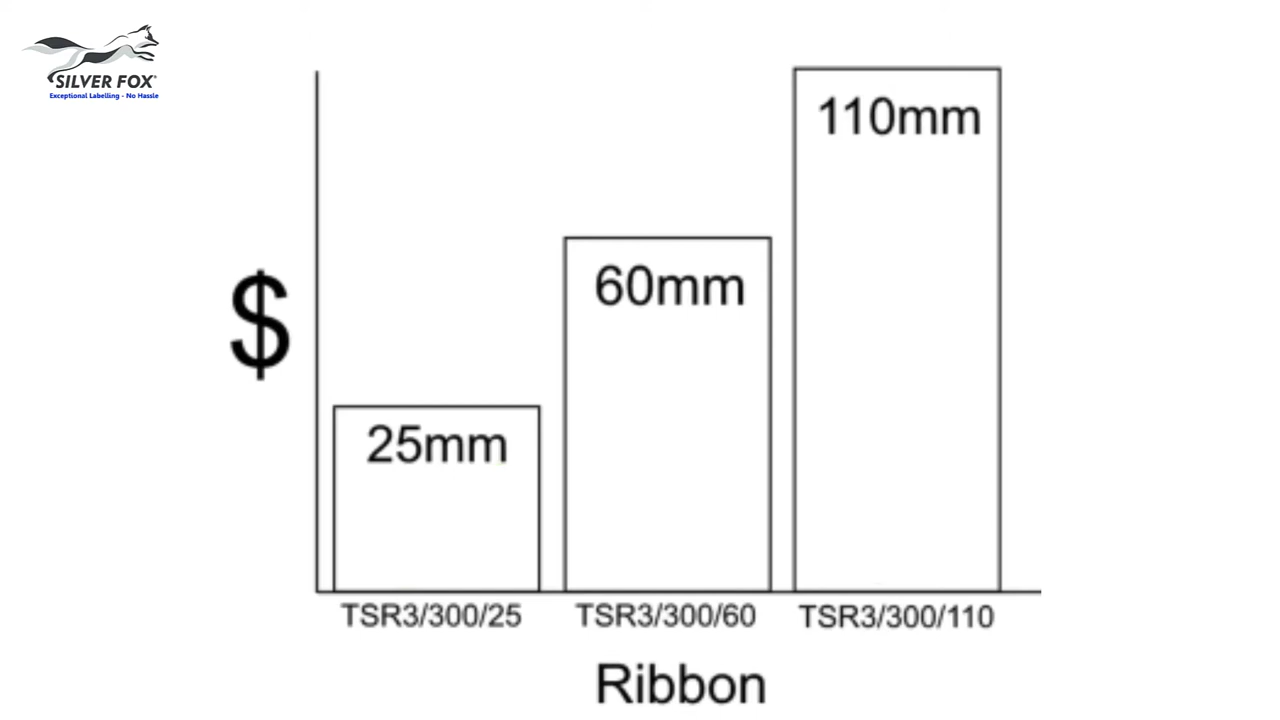 SILVER FOX®
Exceptional Labelling - No Hassle
110mm
60mm
$
25mm
TSR3/300/25
TSR3/300/60
TSR3/300/110
Ribbon